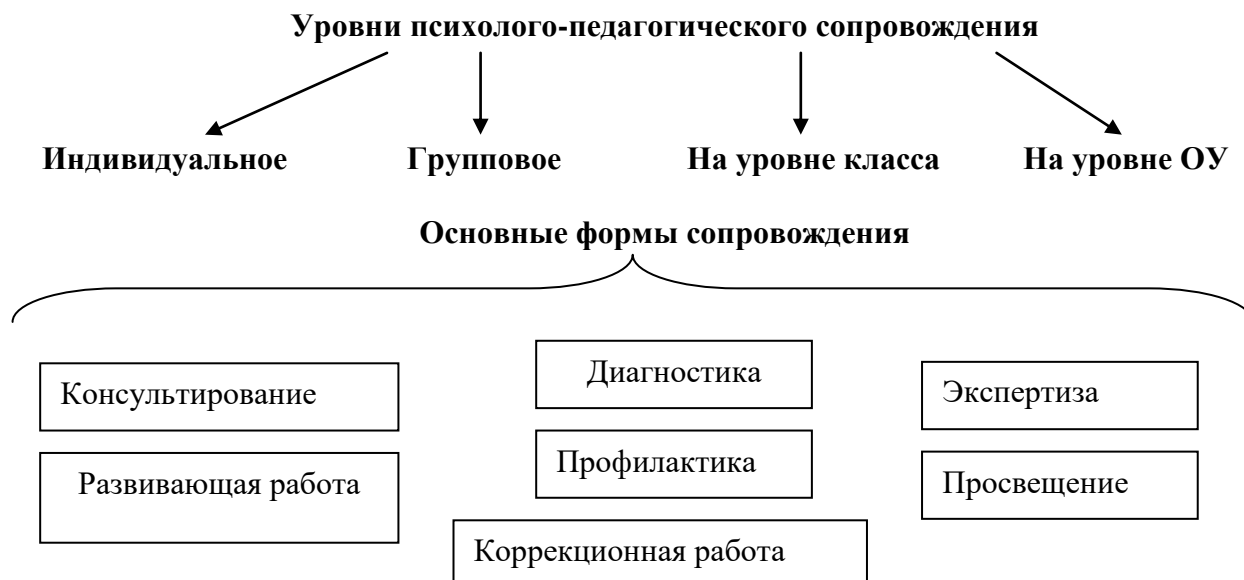 Уровни психолого-педагогического сопровождения
Индивидуальное
Групповое
На уровне класса
На уровне ОУ
Основные формы сопровождения
Консультирование
Диагностика
Экспертиза
Развивающая работа
Профилактика
Просвещение
Коррекционная работа